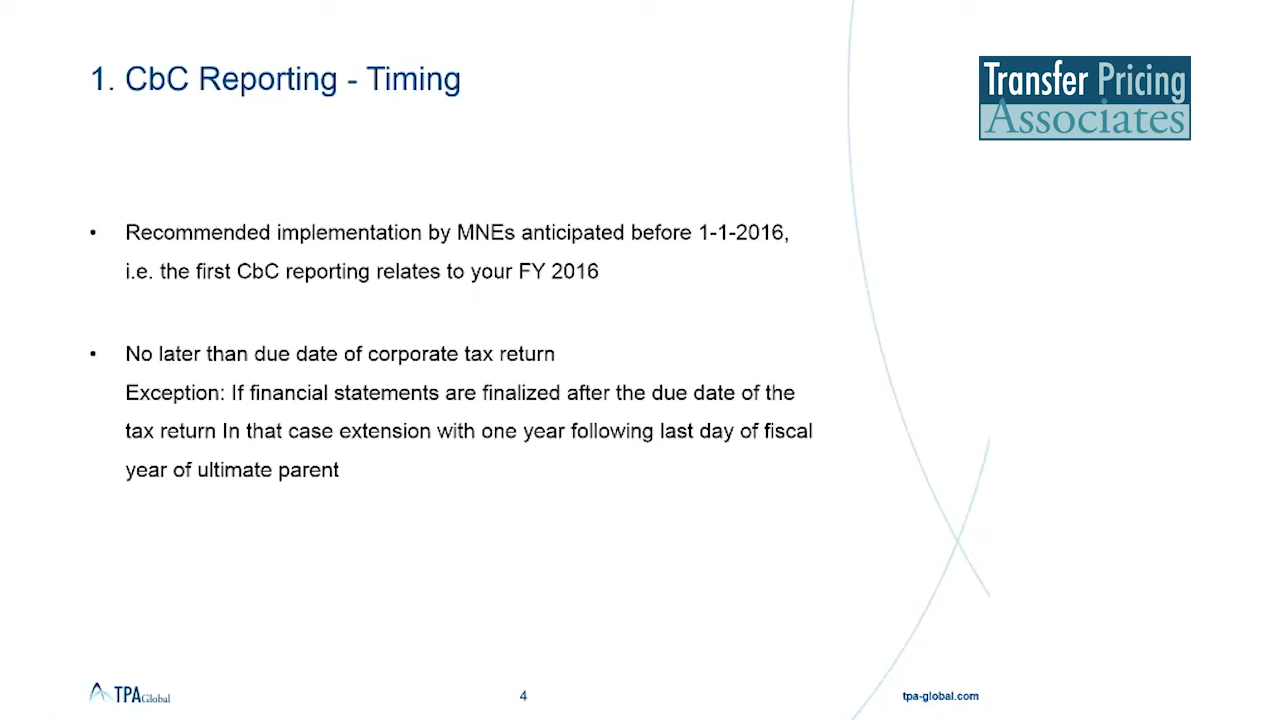 1. CbC Reporting - Timing
Transfer Pricing
Associates
• Recommended implementation by MNEs anticipated before 1-1-2016,
i.e. the first CbC reporting relates to your FY 2016
• No later than due date of corporate tax return
Exception: If financial statements are finalized after the due date of the
tax return In that case extension with one year following last day of fiscal
year of ultimate parent
TPA Global
4
tpa-global.com